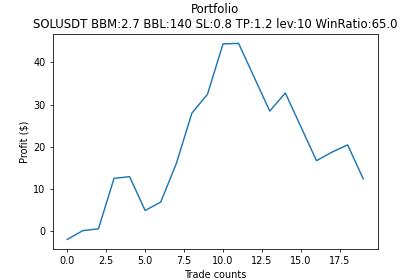 Portfolio
SOLUSDT BBM:2.7 BBL:140 SL:0.8 TP:1.2 lev:10 WinRatio:65.0
Profit ($)
40
30
20
10
0
0.0 2.5 5.0 7.5 10.0 12.5 15.0 17.5
Trade counts